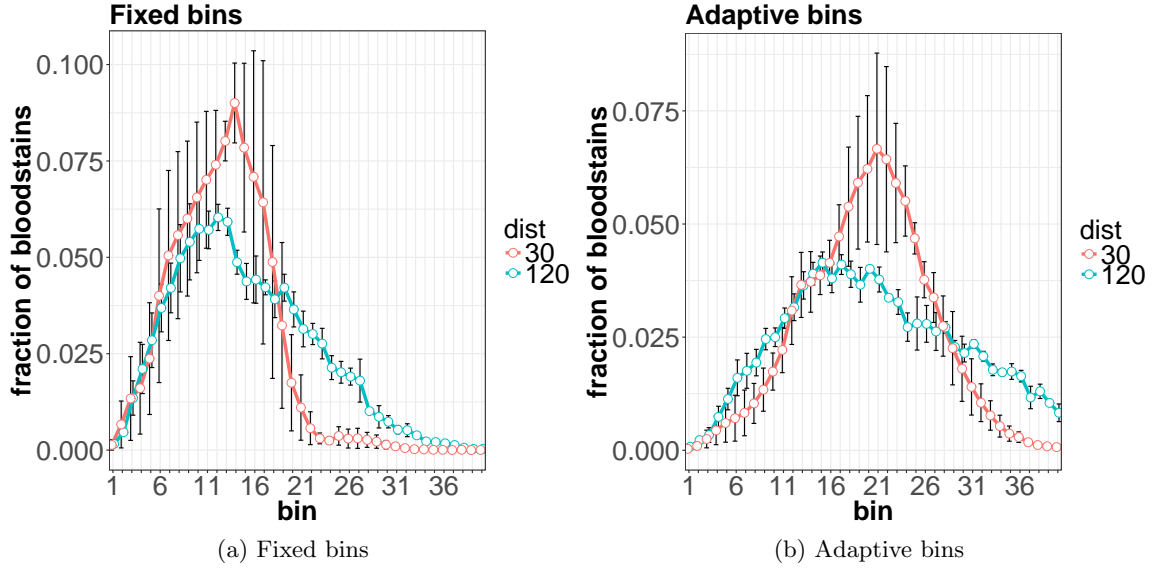 Fixed bins
fraction of bloodstains
0.100
0.075
0.050
0.025
0.000
1 6 11 16 21 26 31 36
bin
dist
30
120
(a) Fixed bins
Adaptive bins
fraction of bloodstains
0.075
0.050
0.025
0.000
1 6 11 16 21 26 31 36
bin
dist
30
120
(b) Adaptive bins